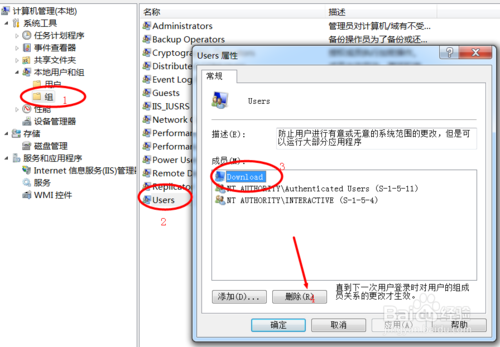 计算机管理(本地)
系统工具
任务计划程序
事件查看器
共享文件夹
本地用户和组
用户
组
1
性能
设备管理器
存储
磁盘管理
服务和应用程序
Internet 信息服务(IIS)管理器
服务
WMI 控件
名称
描述
Administrators
管理员对计算机/域有不受...
Backup Operators
备份操作员为了备份或还...
Cryptogra
Distribute
Event Log
Guests
IIS_IUSRS
Network C
Performa
Performa
Power Use
Remote D
Replicator
Users
2
Users 属性
常规
Users
描述(E):
防止用户进行有意或无意的系统范围的更改，但是可以运行大部分应用程序
成员(M):
3
Download
NT AUTHORITY\Authenticated Users (S-1-5-11)
NT AUTHORITY\INTERACTIVE (S-1-5-4)
添加(D)...
删除(R)
4
直到下一次用户登录时对用户的组成员关系的更改才生效。
确定
取消
应用(A)
帮助
Baidu 经验